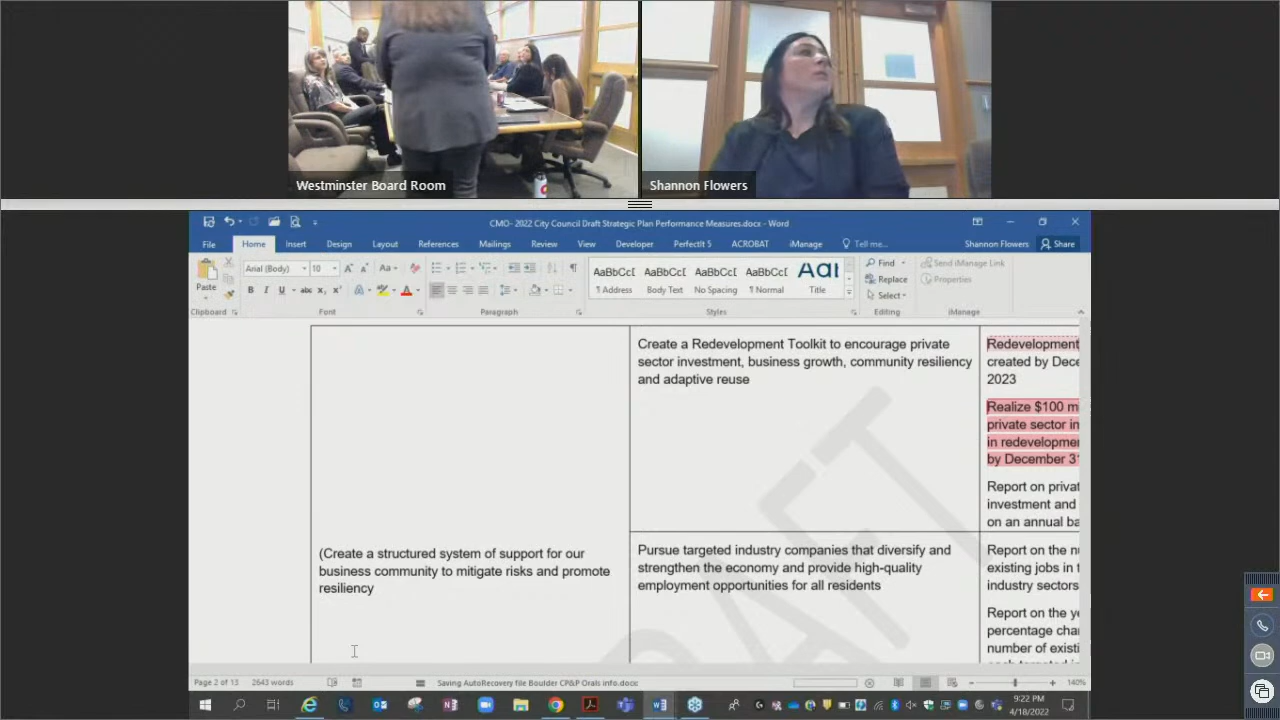 Westminster Board Room
Shannon Flowers
CMO- 2022 City Council Draft Strategic Plan Performance Measures.docx - Word
File Home Insert Design Layout References Mailings Review View Developer PerfectIt 5 ACROBAT iManage Tell me... Shannon Flowers Share
Arial (Body) 10 Aa
Paste
B I U abc X₂ X² A
AaBbCcI AaBbCcI AaBbCcI AaBbCcI AaI
¶ Address Body Text No Spacing ¶ Normal Title
Find
Replace
Select
Send iManage Link
Properties
Clipboard Font Paragraph Styles Editing iManage
Create a Redevelopment Toolkit to encourage private
sector investment, business growth, community resiliency
and adaptive reuse
Redevelopment
created by Dece
2023
Realize $100 m
private sector in
in redevelopme
by December 31
Report on privat
investment and
on an annual ba
(Create a structured system of support for our
business community to mitigate risks and promote
resiliency
Pursue targeted industry companies that diversify and
strengthen the economy and provide high-quality
employment opportunities for all residents
Report on the nu
existing jobs in t
industry sectors
Report on the ye
percentage cha
number of existi
DRAFT
Page 2 of 13 2643 words Saving AutoRecovery file Boulder CP&P Orals info.docx: 140%
9:22 PM
4/18/2022